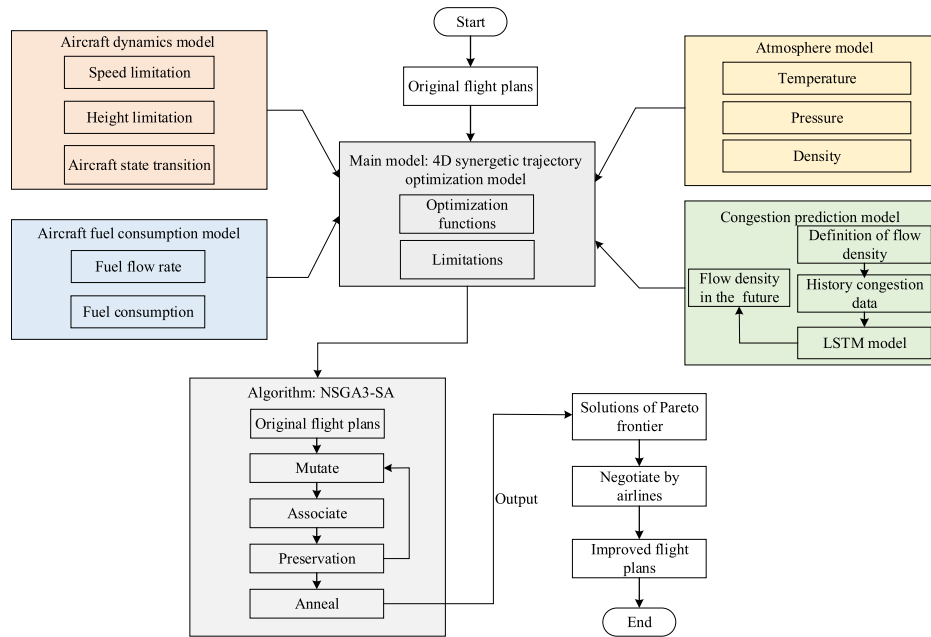 Start
Original flight plans
Aircraft dynamics model
Speed limitation
Height limitation
Aircraft state transition
Aircraft fuel consumption model
Fuel flow rate
Fuel consumption
Main model: 4D synergetic trajectory
optimization model
Optimization
functions
Limitations
Atmosphere model
Temperature
Pressure
Density
Congestion prediction model
Definition of flow
density
History congestion
data
LSTM model
Flow density
in the future
Algorithm: NSGA3-SA
Original flight plans
Mutate
Associate
Preservation
Anneal
Output
Solutions of Pareto
frontier
Negotiate by
airlines
Improved flight
plans
End